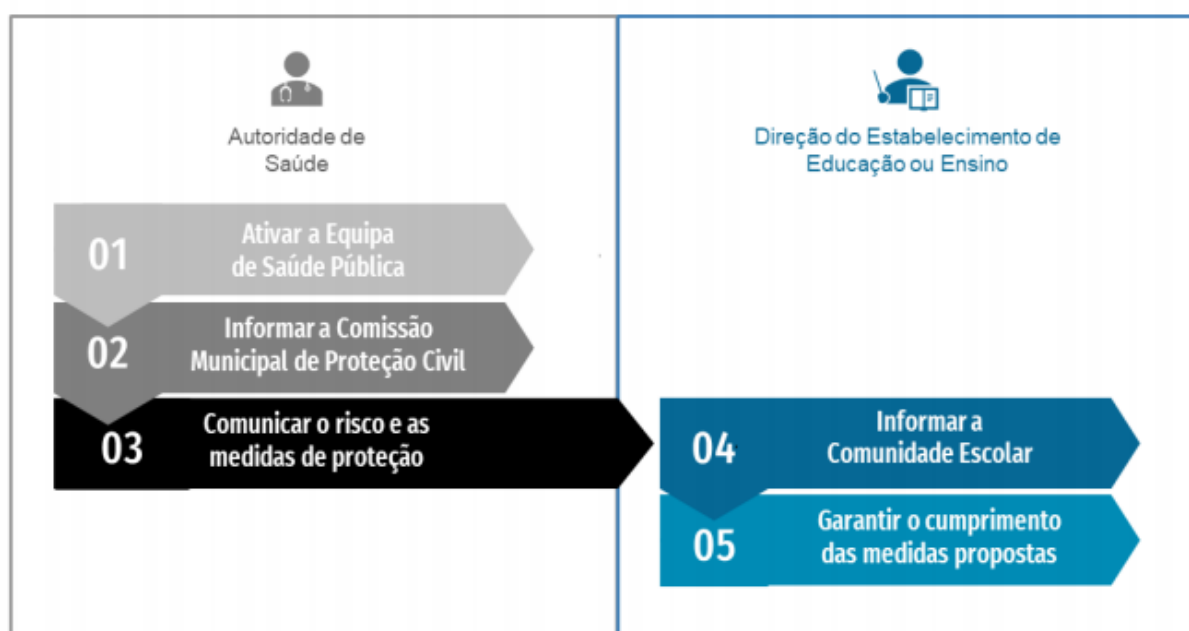 Autoridade de
Saúde
01
Ativar a Equipa
de Saúde Pública
02
Informar a Comissão
Municipal de Proteção Civil
03
Comunicar o risco e as
medidas de proteção
Direção do Estabelecimento de
Educação ou Ensino
04
Informar a
Comunidade Escolar
05
Garantir o cumprimento
das medidas propostas